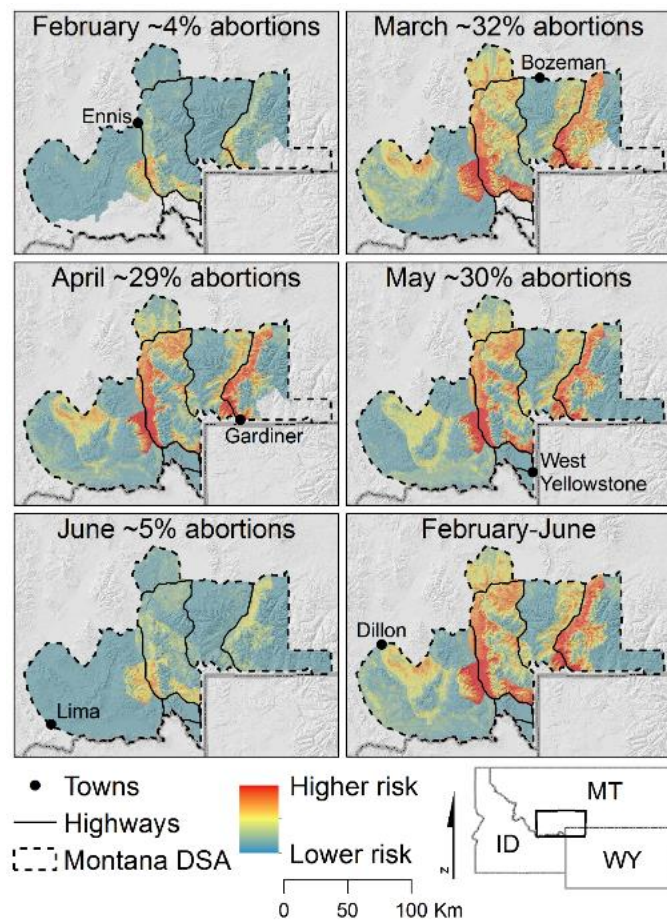 February ~4% abortions
Ennis
March ~32% abortions
Bozeman
April ~29% abortions
Gardiner
May ~30% abortions
West
Yellowstone
June ~5% abortions
Lima
February-June
Dillon
Towns
Highways
Montana DSA
Higher risk
Lower risk
0 50 100 Km
N
MT
ID
WY